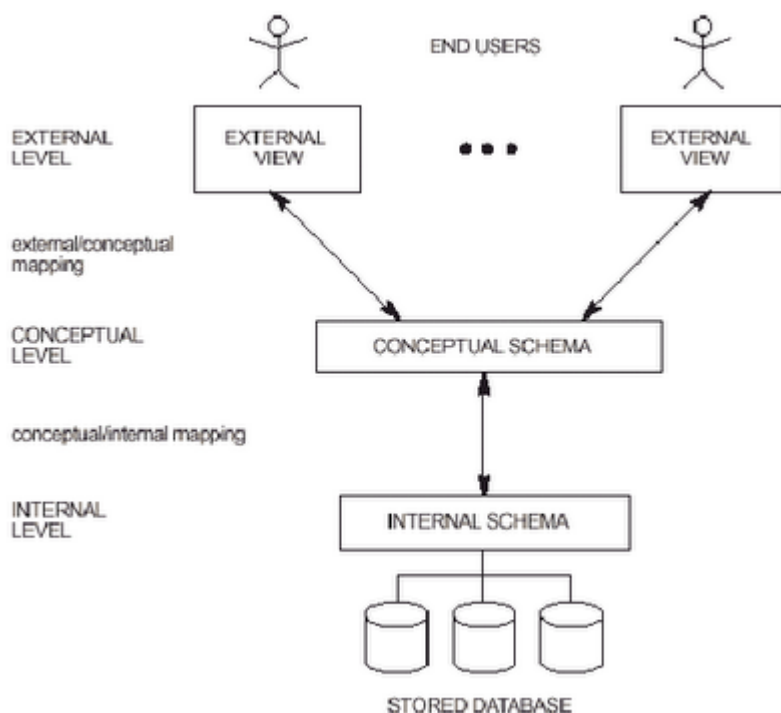 END USERS
EXTERNAL
LEVEL
EXTERNAL
VIEW
EXTERNAL
VIEW
external/conceptual
mapping
CONCEPTUAL
LEVEL
CONCEPTUAL SCHEMA
conceptual/internal mapping
INTERNAL
LEVEL
INTERNAL SCHEMA
STORED DATABASE